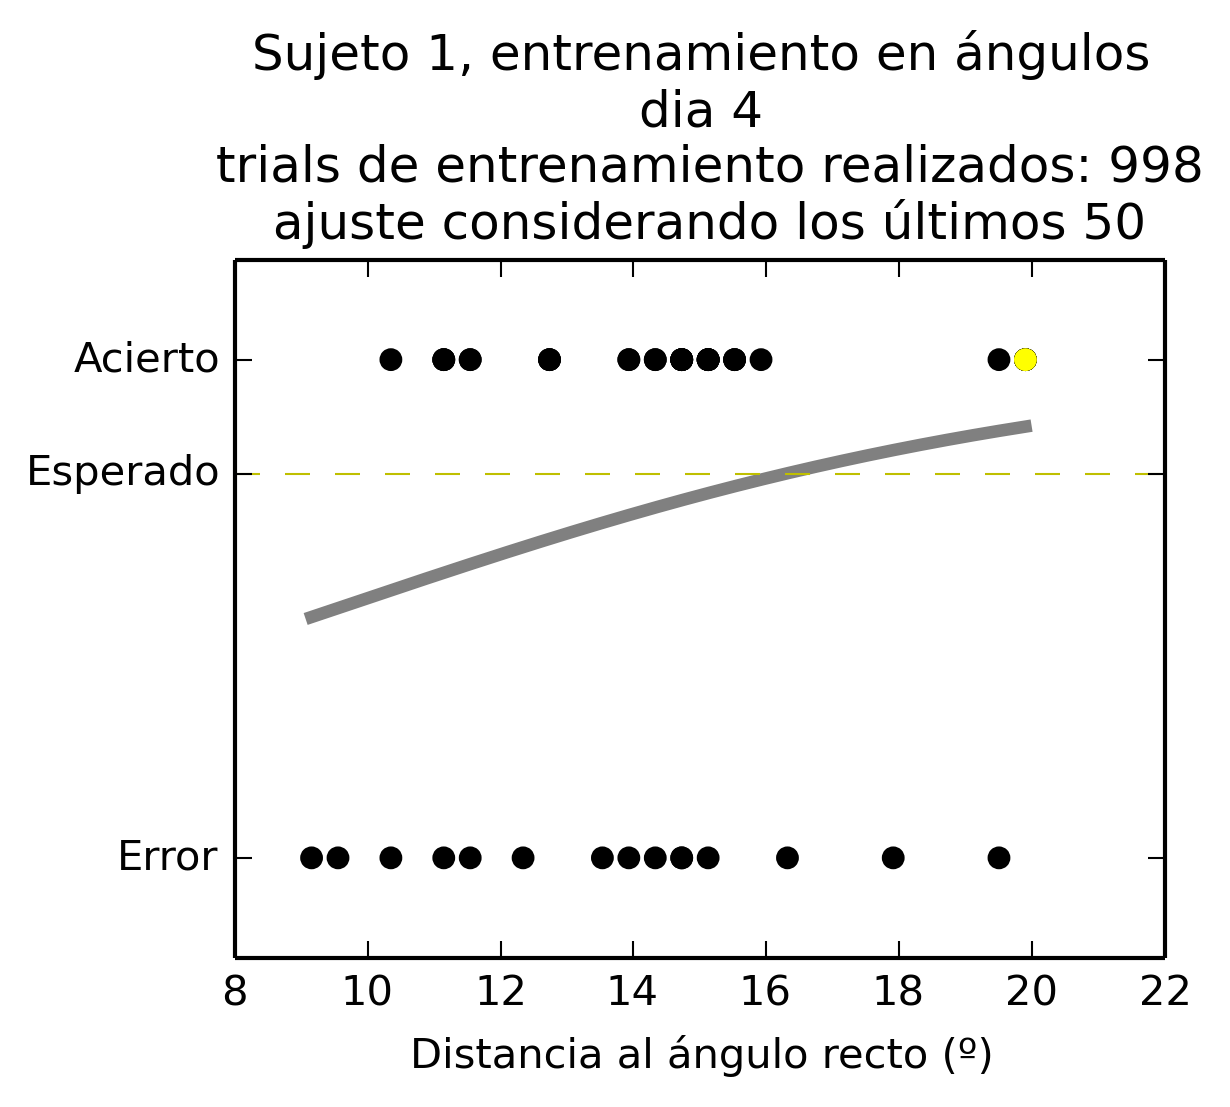 Sujeto 1, entrenamiento en ángulos
dia 4
trials de entrenamiento realizados: 998
ajuste considerando los últimos 50
Acierto
Esperado
Error
8 10 12 14 16 18 20 22
Distancia al ángulo recto (º)